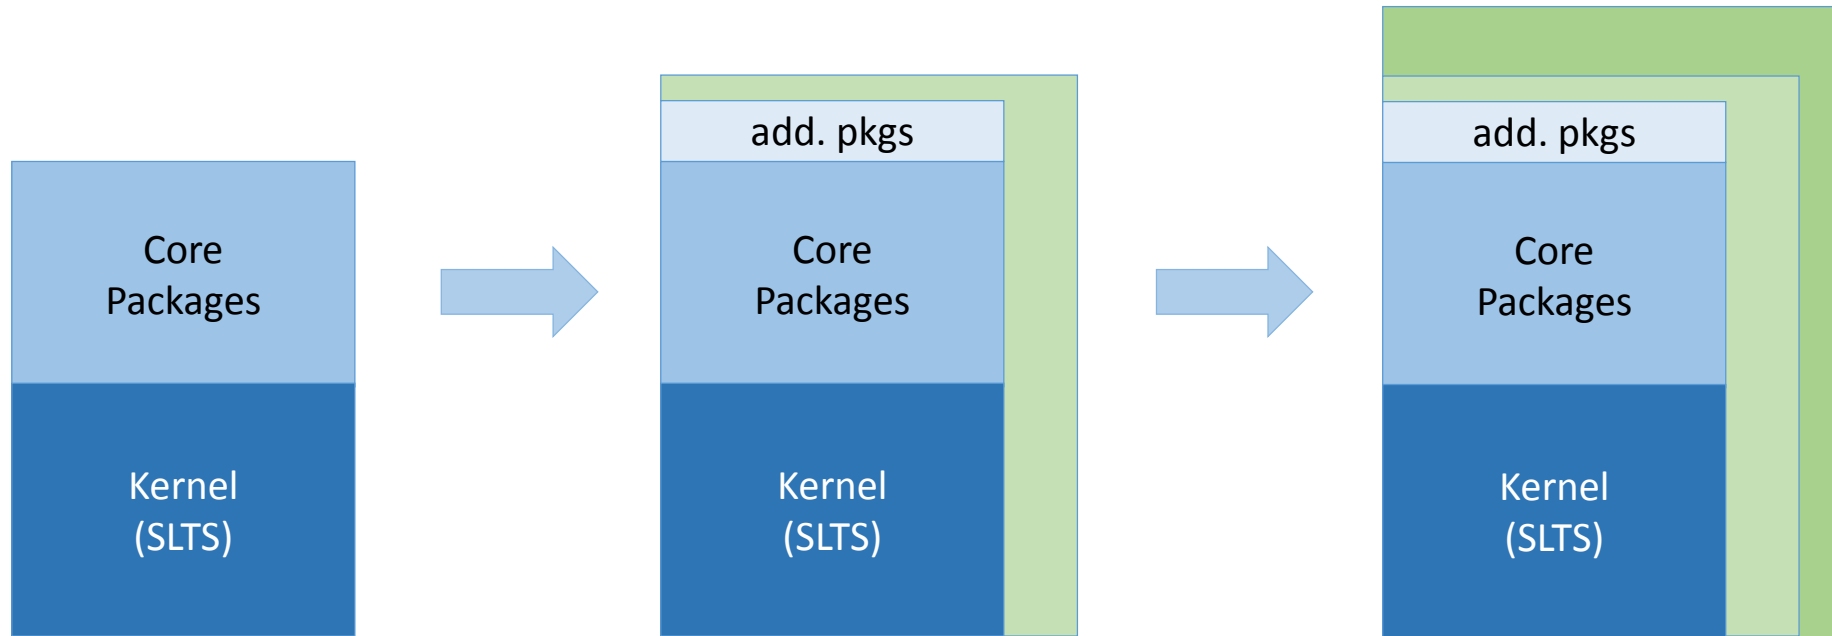 Core
Packages
Kernel
(SLTS)
add. pkgs
Core
Packages
Kernel
(SLTS)
add. pkgs
Core
Packages
Kernel
(SLTS)